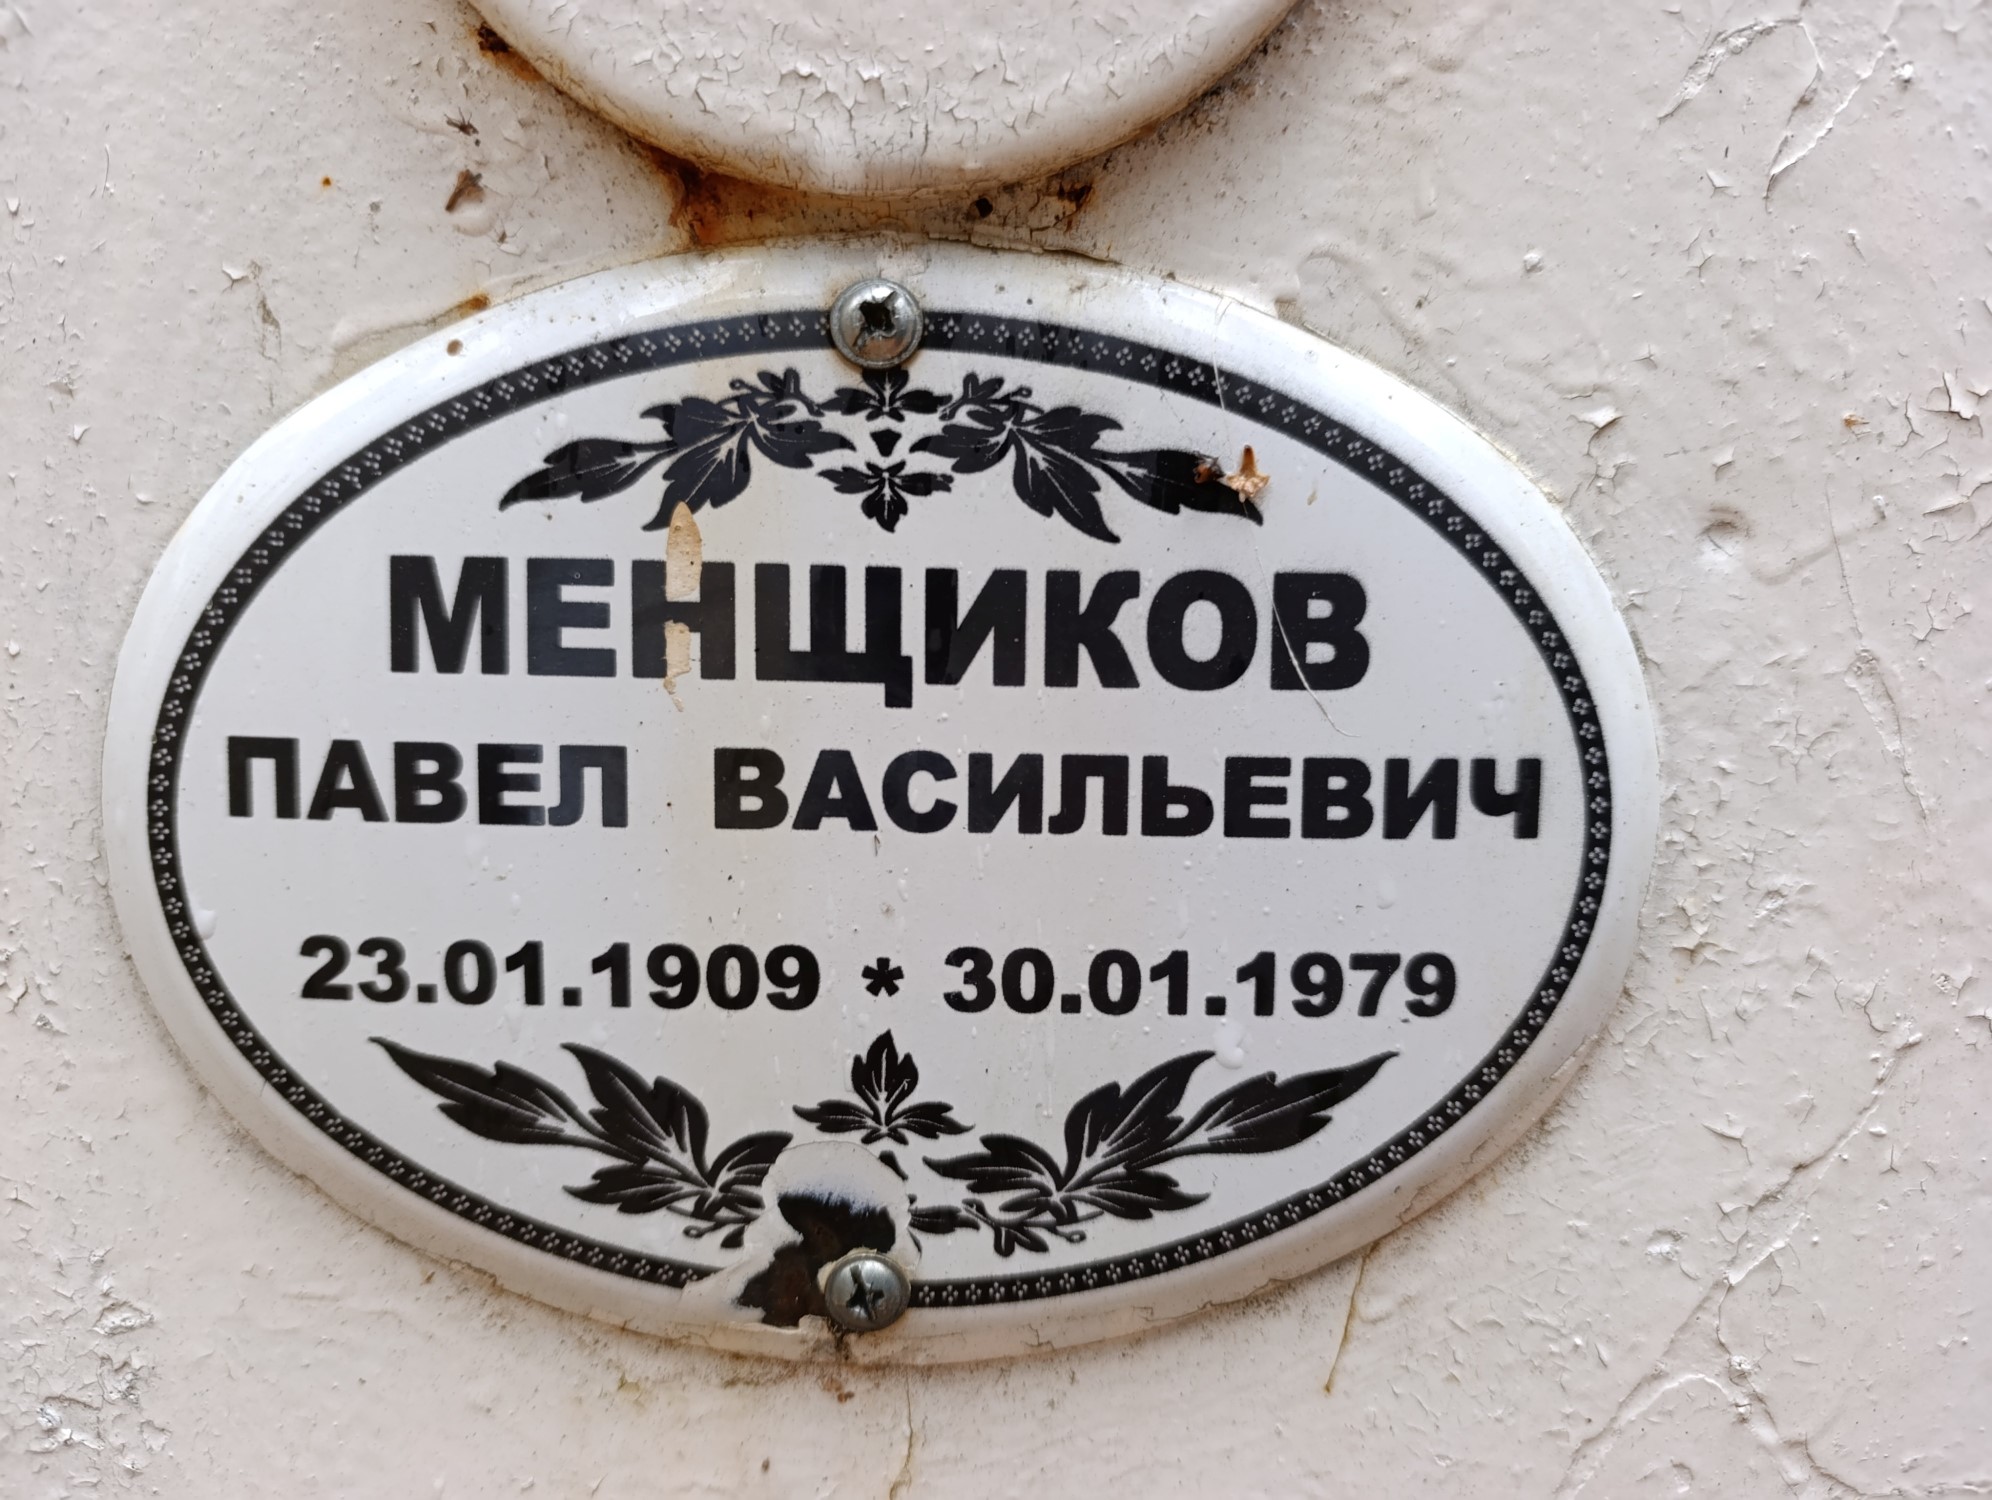 МЕНЩИКОВ
ПАВЕЛ ВАСИЛЬЕВИЧ
23.01.1909 * 30.01.1979